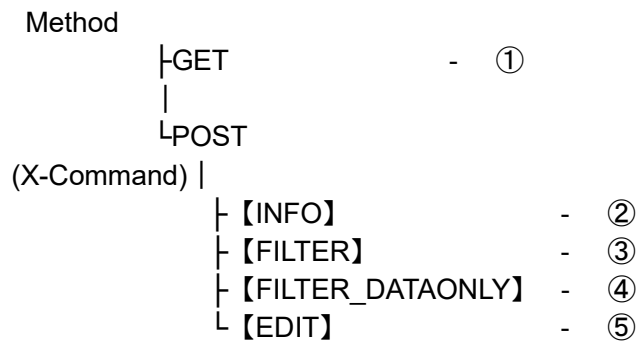 Method
├GET - ①
│
└POST
(X-Command)│
├【INFO】 - ②
├【FILTER】 - ③
├【FILTER_DATAONLY】 - ④
└【EDIT】 - ⑤